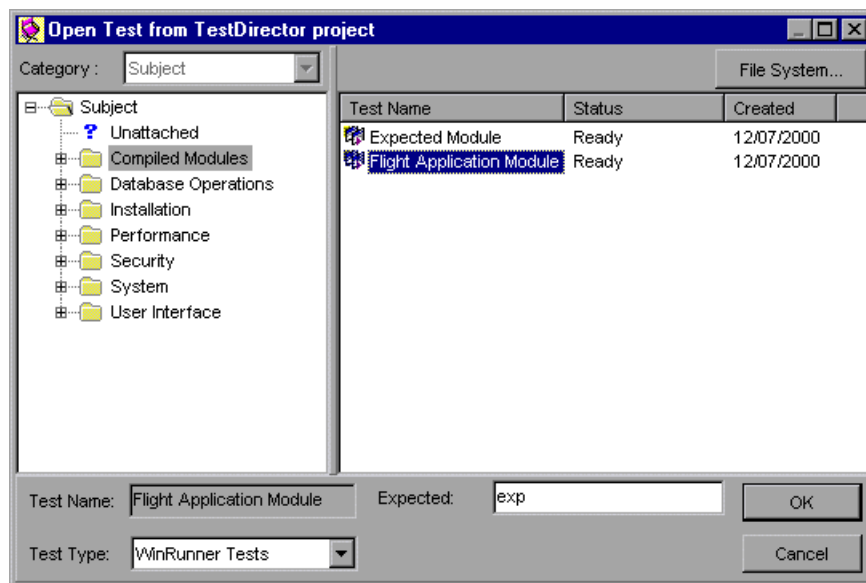 Open Test from TestDirector project
Category : Subject
File System...
Subject
Unattached
Compiled Modules
Database Operations
Installation
Performance
Security
System
User Interface
Test Name Status Created
Expected Module Ready 12/07/2000
Flight Application Module Ready 12/07/2000
Test Name: Flight Application Module Expected: exp
OK
Test Type: WinRunner Tests
Cancel